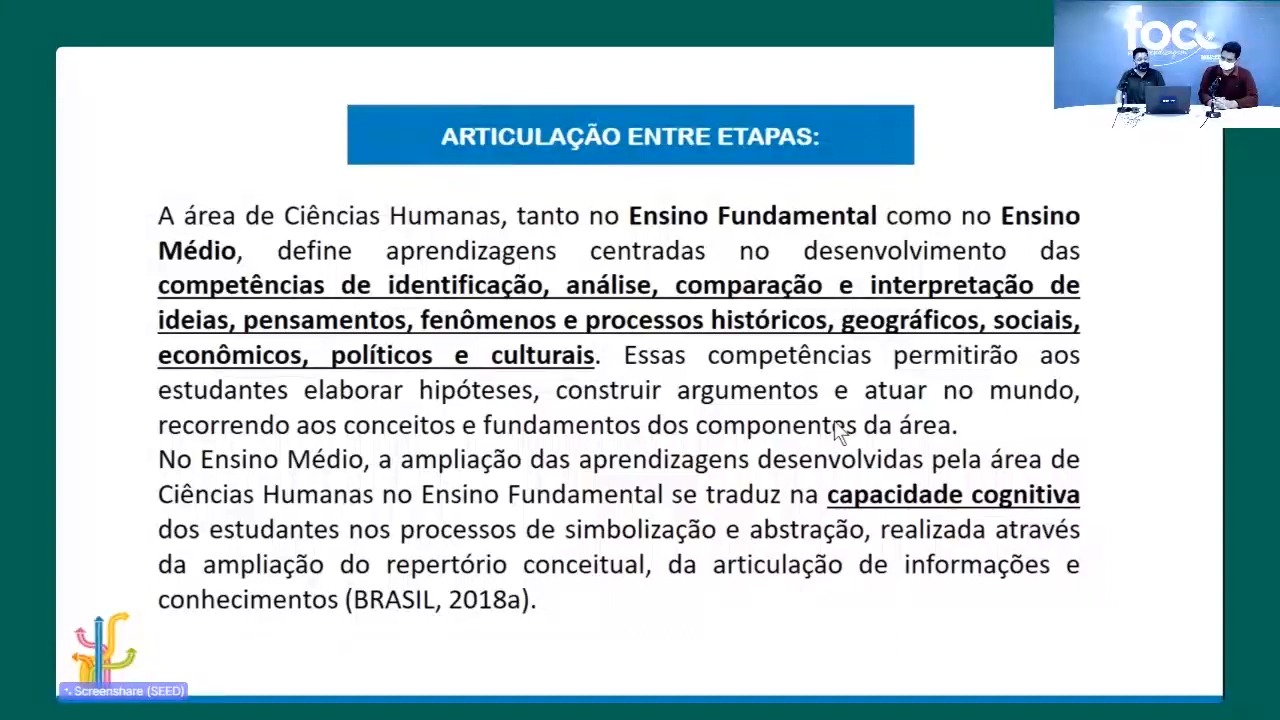 foco
ARTICULAÇÃO ENTRE ETAPAS:
A área de Ciências Humanas, tanto no Ensino Fundamental como no Ensino
Médio, define aprendizagens centradas no desenvolvimento das
competências de identificação, análise, comparação e interpretação de
ideias, pensamentos, fenômenos e processos históricos, geográficos, sociais,
econômicos, políticos e culturais. Essas competências permitirão aos
estudantes elaborar hipóteses, construir argumentos e atuar no mundo,
recorrendo aos conceitos e fundamentos dos componentes da área.
No Ensino Médio, a ampliação das aprendizagens desenvolvidas pela área de
Ciências Humanas no Ensino Fundamental se traduz na capacidade cognitiva
dos estudantes nos processos de simbolização e abstração, realizada através
da ampliação do repertório conceitual, da articulação de informações e
conhecimentos (BRASIL, 2018a).
Screenshare (SEED)